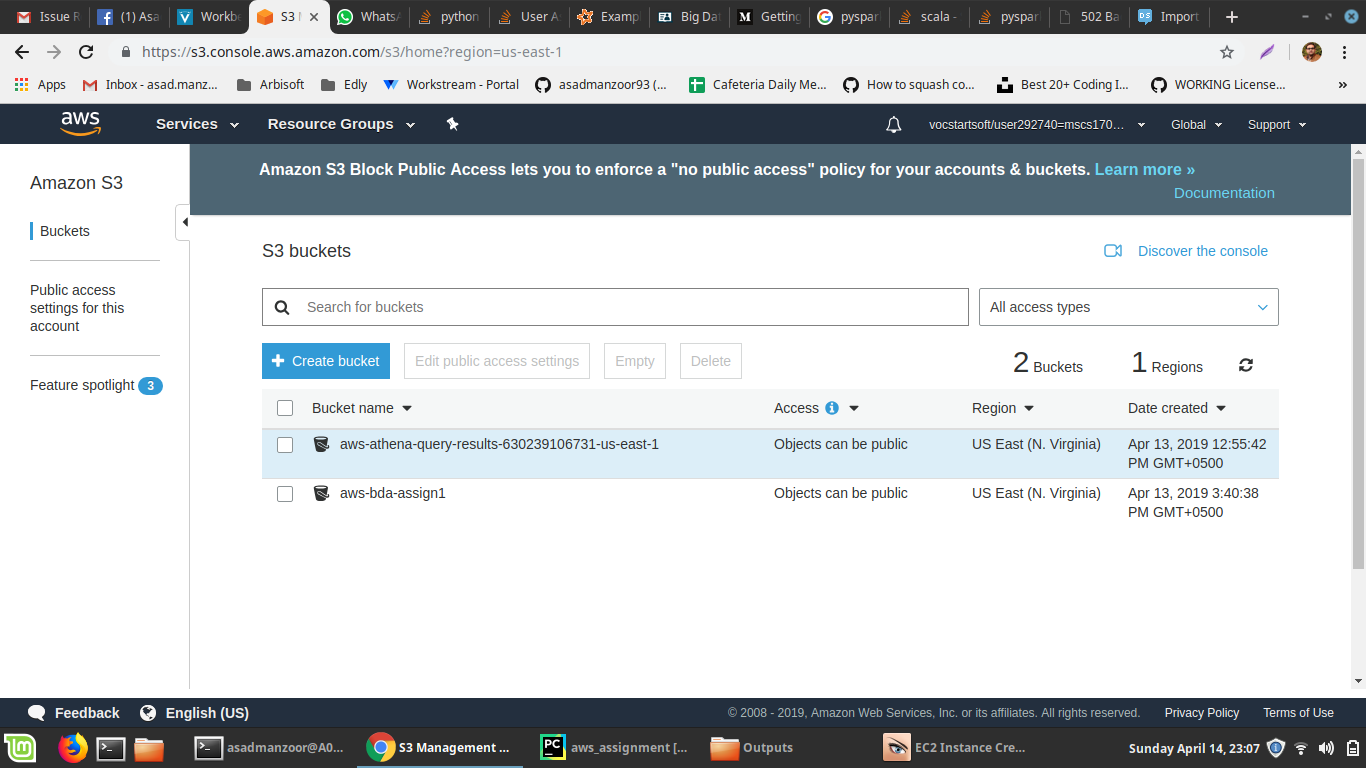 Issue R
(1) Asa
Workbe
S3 M
WhatsA
python
User A
Exampl
Big Dat
Getting
pyspark
scala -
pyspark
502 Ba
Import
https://s3.console.aws.amazon.com/s3/home?region=us-east-1
Apps
Inbox - asad.manz...
Arbisoft
Edly
Workstream - Portal
asadmanzoor93 (...
Cafeteria Daily Me...
How to squash co...
Best 20+ Coding I...
WORKING License...
»
aws
Services
Resource Groups
vocstartsoft/user292740=mscs170...
Global
Support
Amazon S3
Buckets
Public access
settings for this
account
Feature spotlight 3
Amazon S3 Block Public Access lets you to enforce a "no public access" policy for your accounts & buckets. Learn more »
Documentation
S3 buckets
Discover the console
Search for buckets
All access types
Create bucket
Edit public access settings
Empty
Delete
2 Buckets
1 Regions
Bucket name
Access
Region
Date created
aws-athena-query-results-630239106731-us-east-1
Objects can be public
US East (N. Virginia)
Apr 13, 2019 12:55:42
PM GMT+0500
aws-bda-assign1
Objects can be public
US East (N. Virginia)
Apr 13, 2019 3:40:38
PM GMT+0500
Feedback
English (US)
© 2008 - 2019, Amazon Web Services, Inc. or its affiliates. All rights reserved.
Privacy Policy
Terms of Use
asadmanzoor@A0...
S3 Management ...
PC
aws_assignment [...
Outputs
EC2 Instance Cre...
Sunday April 14, 23:07